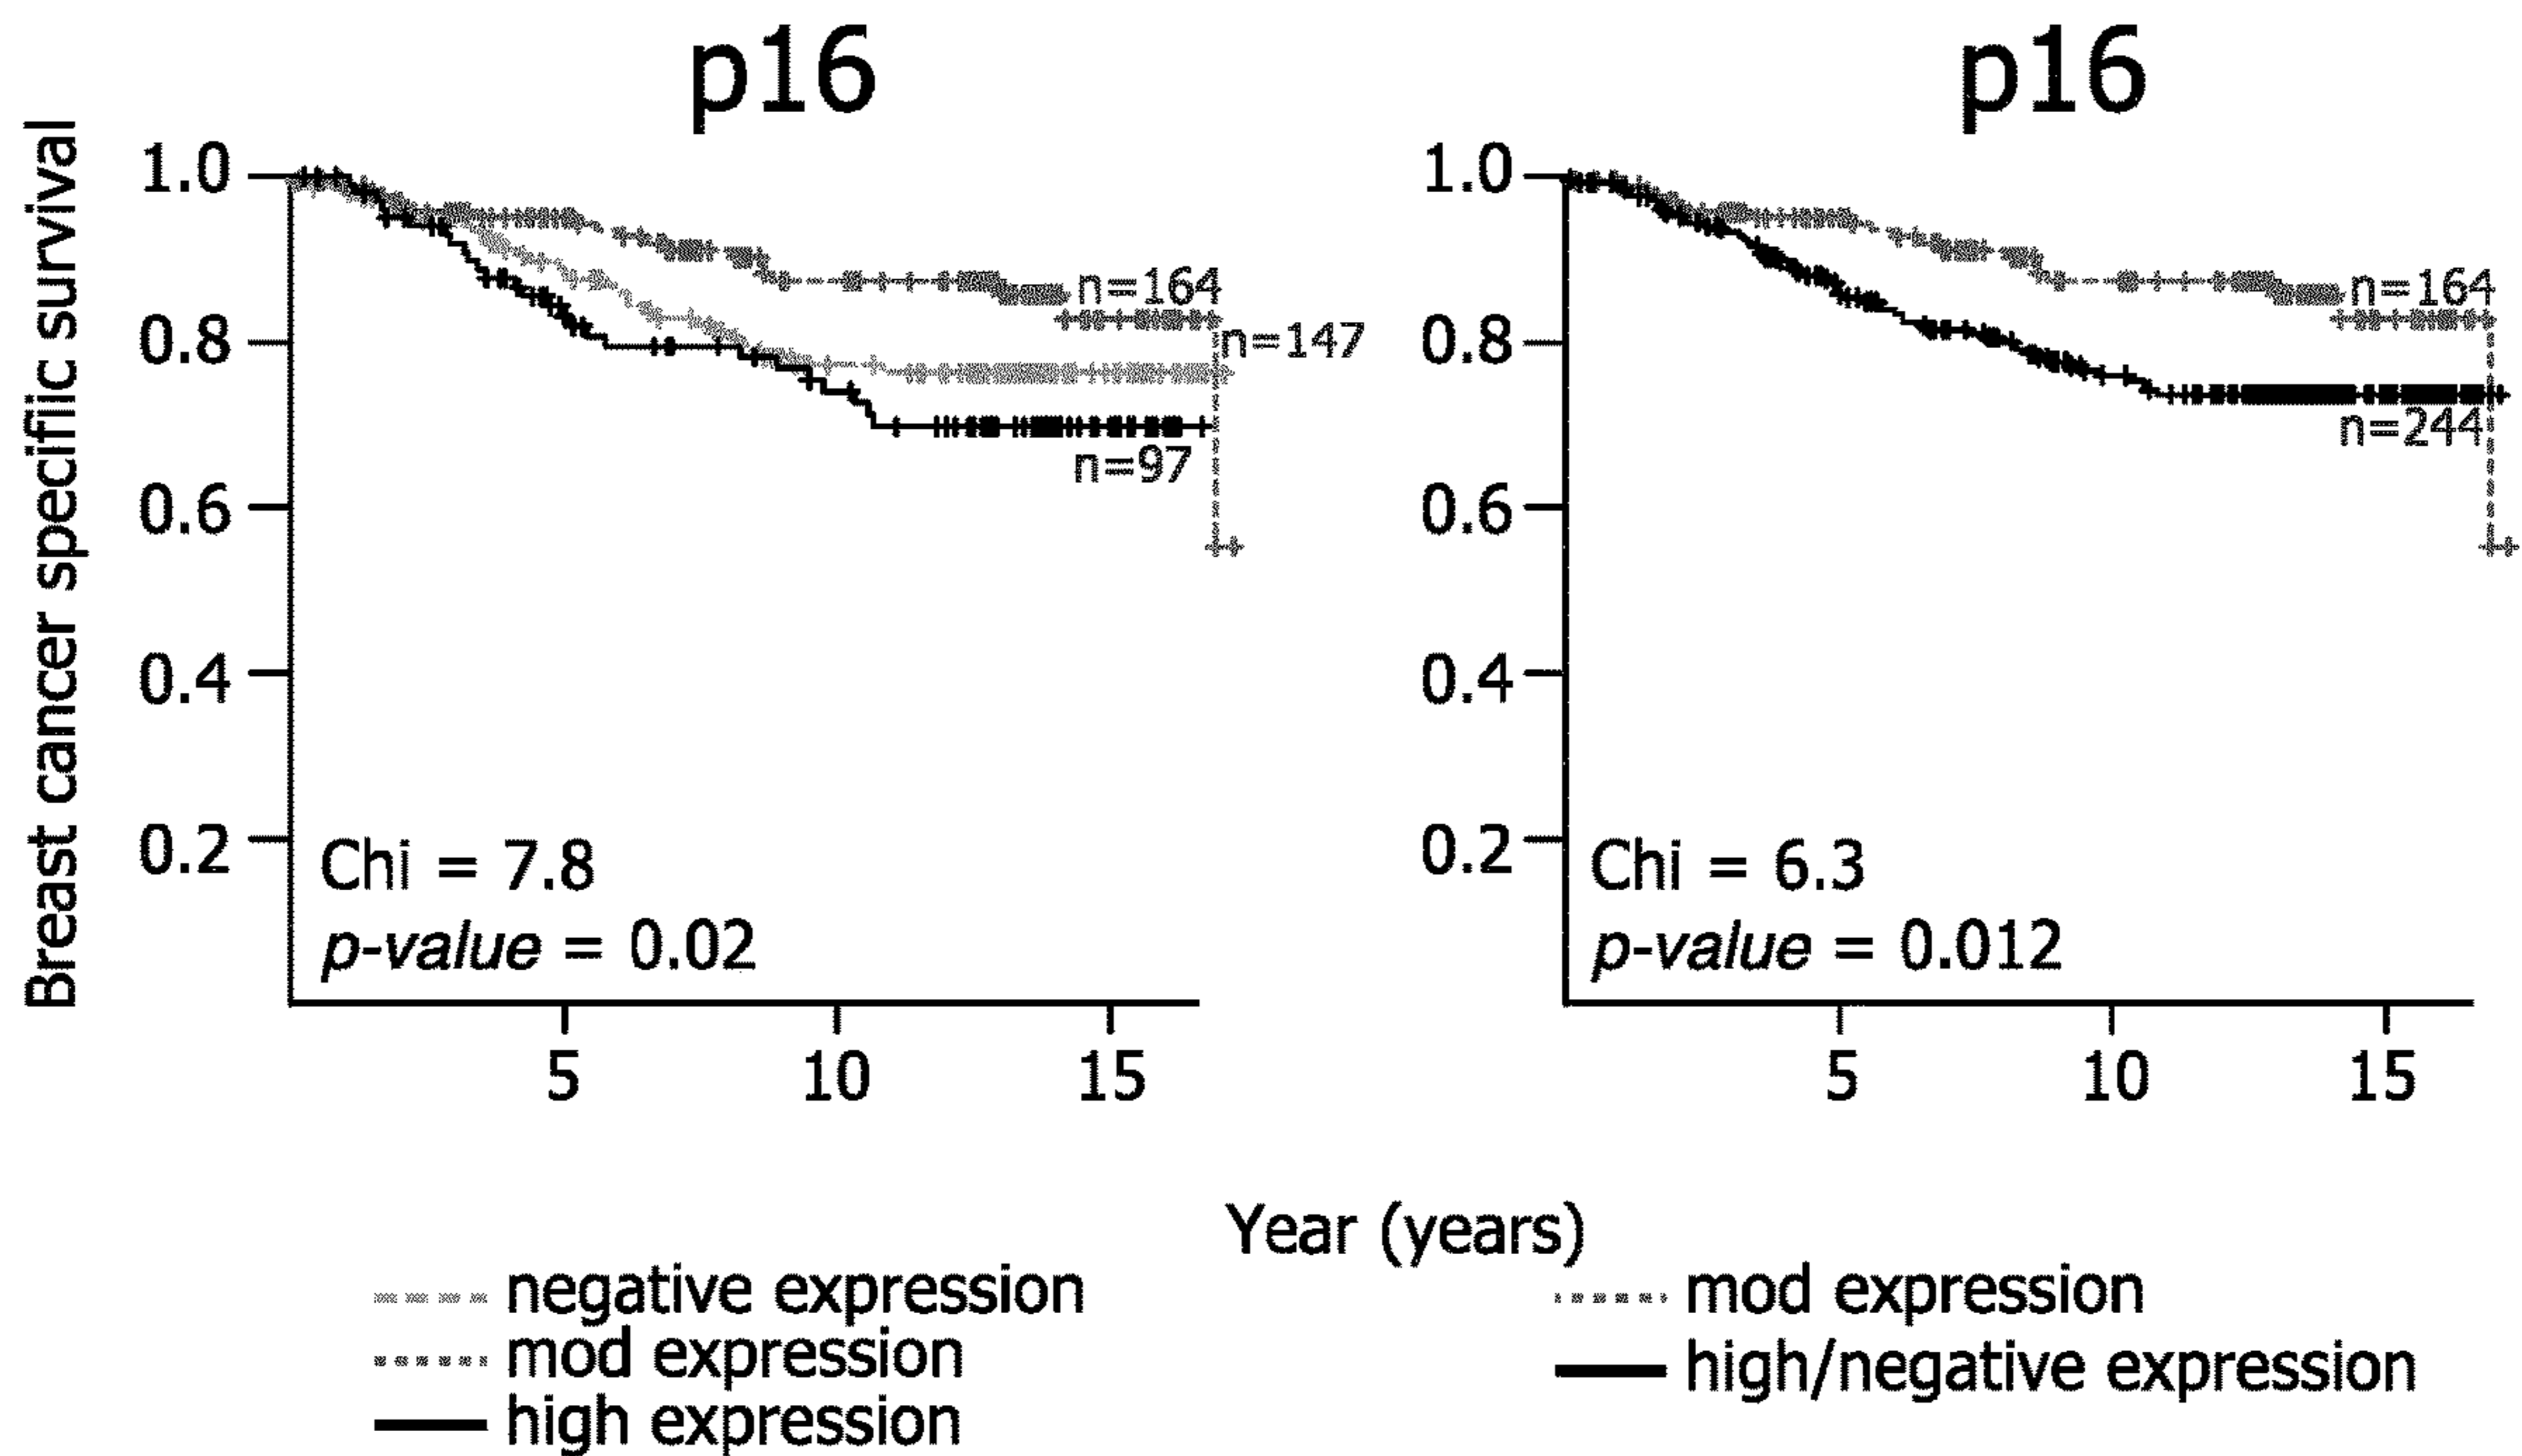 p16
Breast cancer specific survival
1.0
0.8
0.6
0.4
0.2
n=164
n=147
n=97
Chi = 7.8
p-value = 0.02
5 10 15
p16
1.0
0.8
0.6
0.4
0.2
n=164
n=244
Chi = 6.3
p-value = 0.012
5 10 15
Year (years)
negative expression
mod expression
high expression
mod expression
high/negative expression